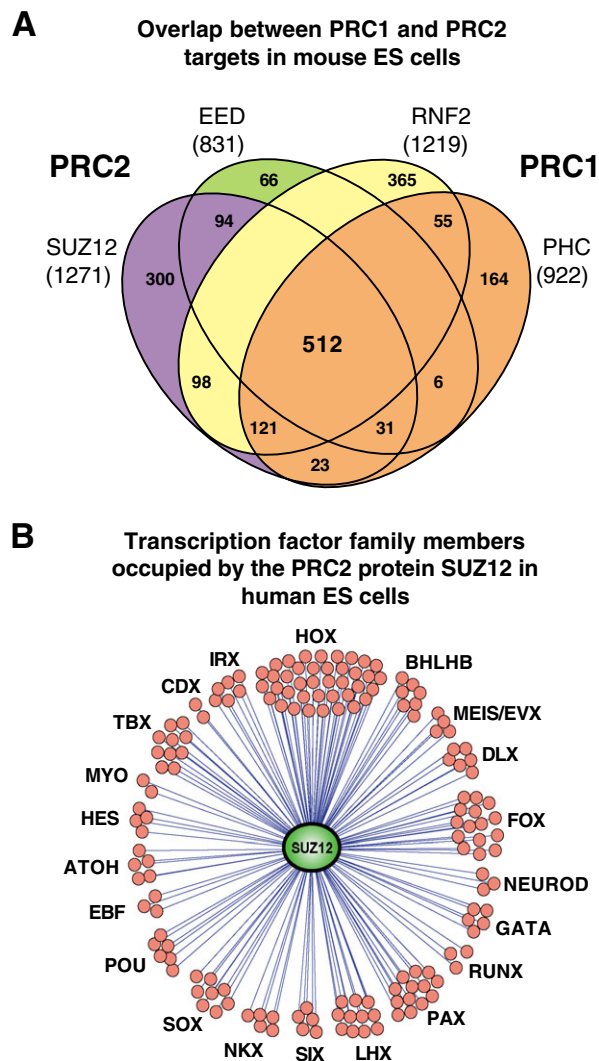 A
Overlap between PRC1 and PRC2
targets in mouse ES cells
EED
(831)
RNF2
(1219)
PRC2
PRC1
SUZ12
(1271)
PHC
(922)
66
365
94
55
300
164
512
98
6
121
31
23
B
Transcription factor family members
occupied by the PRC2 protein SUZ12 in
human ES cells
HOX
IRX
BHLHB
CDX
MEIS/EVX
TBX
DLX
MYO
HES
FOX
SUZ12
ATOH
NEUROD
EBF
GATA
POU
RUNX
SOX
PAX
NKX
SIX
LHX